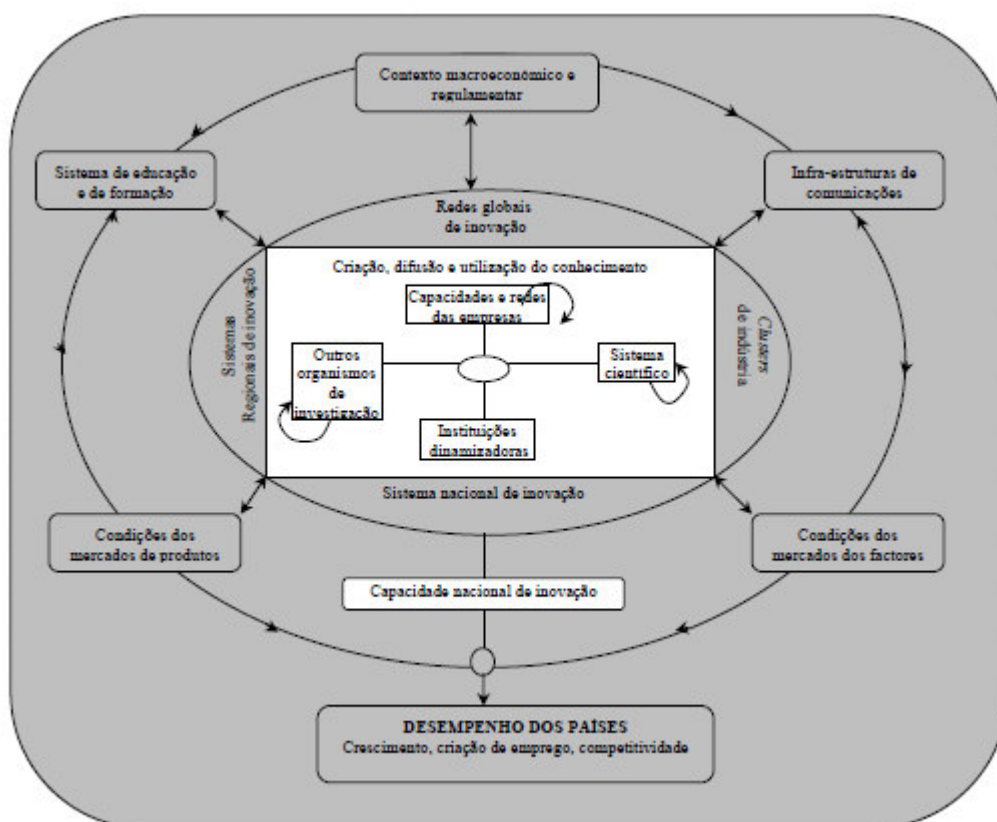 Contexto macroeconómico e
regulamentar
Sistema de educação
e de formação
Infra-estruturas de
comunicações
Redes globais
de inovação
Criação, difusão e utilização do conhecimento
Capacidades e redes
das empresas
Sistemas
Regionais de inovação
Outros
organismos
de
investigação
Sistema
científico
Clusters
de indústria
Instituições
dinamizadoras
Sistema nacional de inovação
Condições dos
mercados de produtos
Condições dos
mercados dos factores
Capacidade nacional de inovação
DESEMPENHO DOS PAÍSES
Crescimento, criação de emprego, competitividade